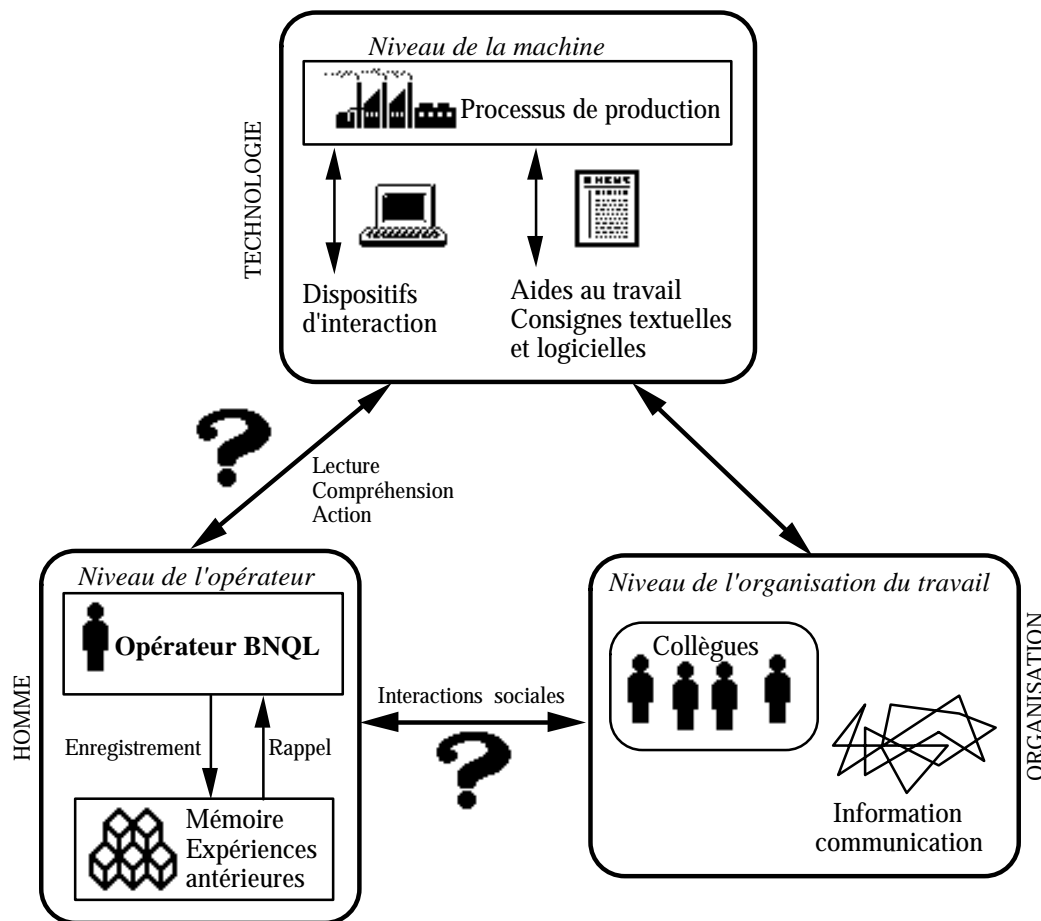 Niveau de la machine
Processus de production
TECHNOLOGIE
Dispositifs
d'interaction
Aides au travail
Consignes textuelles
et logicielles
?
Lecture
Compréhension
Action
Niveau de l'opérateur
Opérateur BNQL
HOMME
Enregistrement
Rappel
Mémoire
Expériences
antérieures
Interactions sociales
?
Niveau de l'organisation du travail
Collègues
ORGANISATION
Information
communication